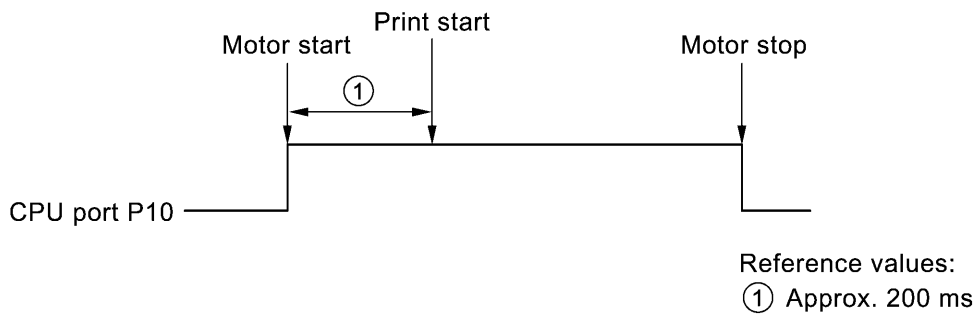 Print start
Motor start
Motor stop
①
CPU port P10
Reference values:
① Approx. 200 ms